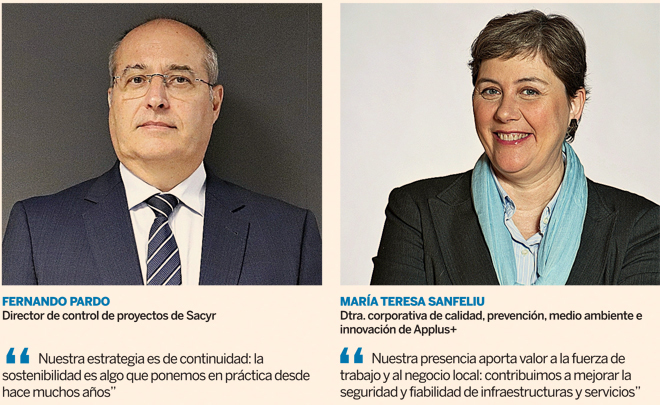 FERNANDO PARDO
Director de control de proyectos de Sacyr
“ Nuestra estrategia es de continuidad: la
sostenibilidad es algo que ponemos en práctica desde
hace muchos años”
MARÍA TERESA SANFELIU
Dtra. corporativa de calidad, prevención, medio ambiente e
innovación de Applus+
“ Nuestra presencia aporta valor a la fuerza de
trabajo y al negocio local: contribuimos a mejorar la
seguridad y fiabilidad de infraestructuras y servicios”